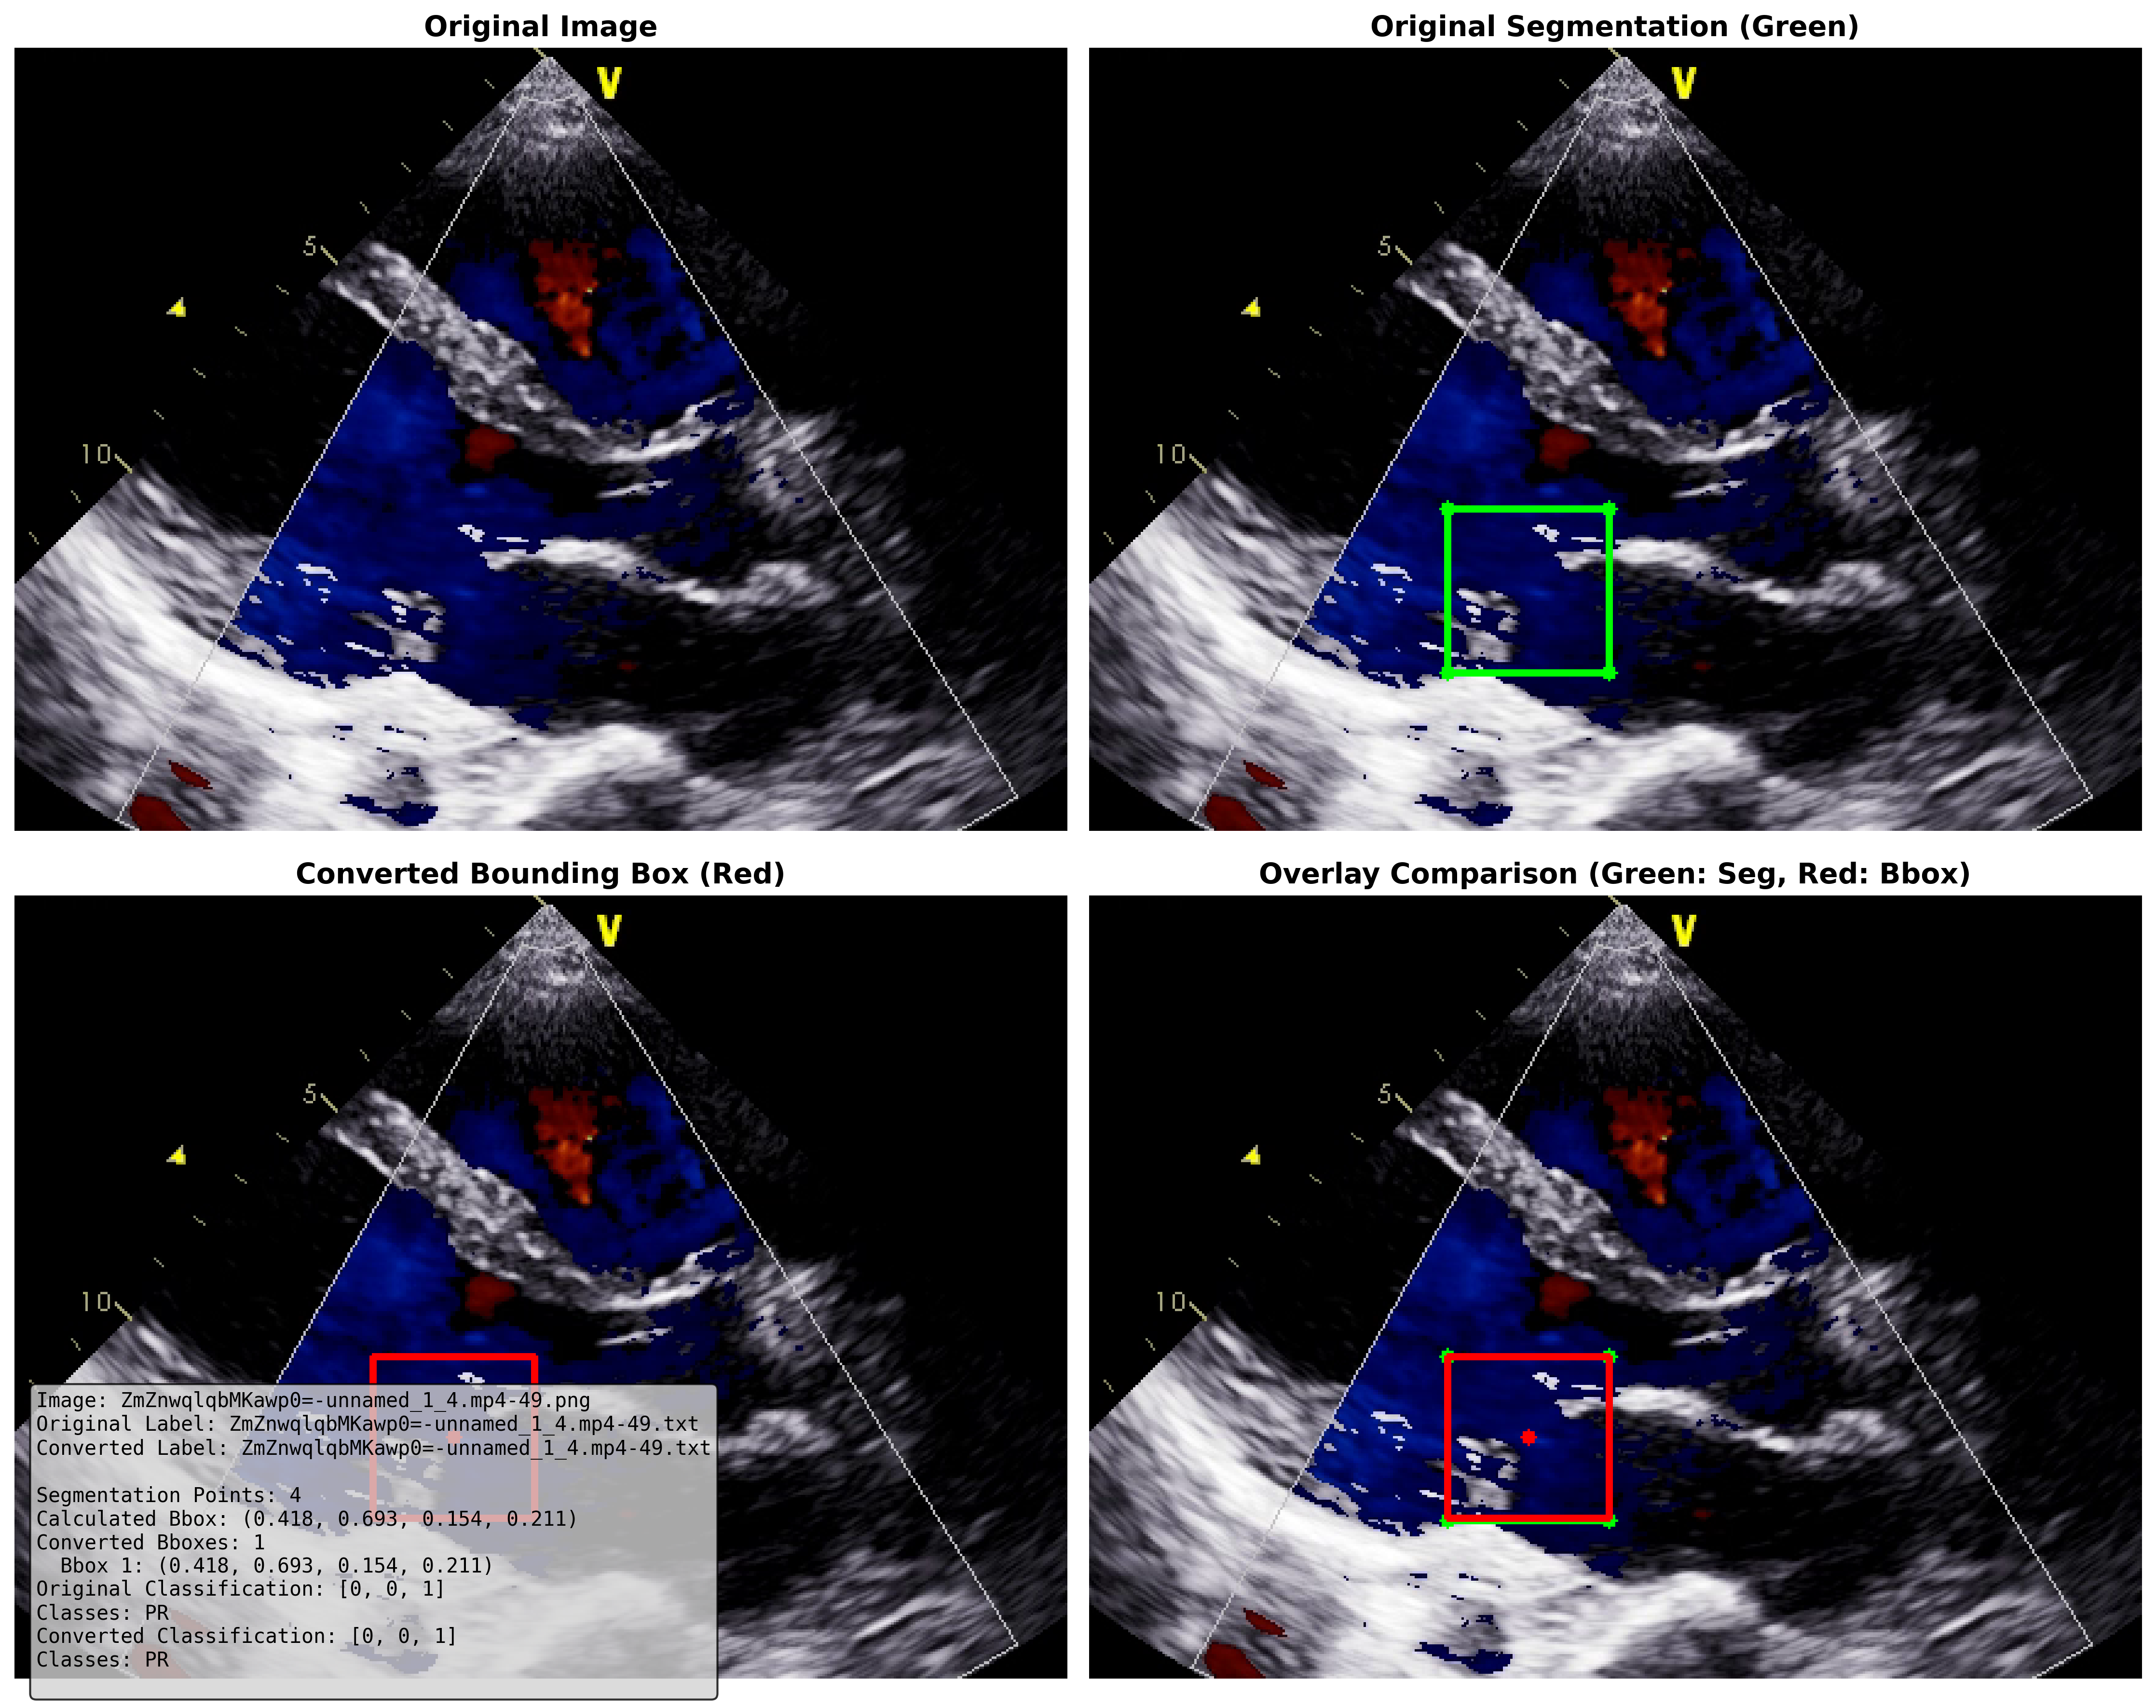 Original Image
Original Segmentation (Green)
V
V
5
5
10
10
Converted Bounding Box (Red)
Overlay Comparison (Green: Seg, Red: Bbox)
V
V
5
5
10
10
Image: ZmZnwqlqbMKawp0=-unnamed_1_4.mp4-49.png
Original Label: ZmZnwqlqbMKawp0=-unnamed_1_4.mp4-49.txt
Converted Label: ZmZnwqlqbMKawp0=-unnamed_1_4.mp4-49.txt
Segmentation Points: 4
Calculated Bbox: (0.418, 0.693, 0.154, 0.211)
Converted Bboxes: 1
Bbox 1: (0.418, 0.693, 0.154, 0.211)
Original Classification: [0, 0, 1]
Classes: PR
Converted Classification: [0, 0, 1]
Classes: PR